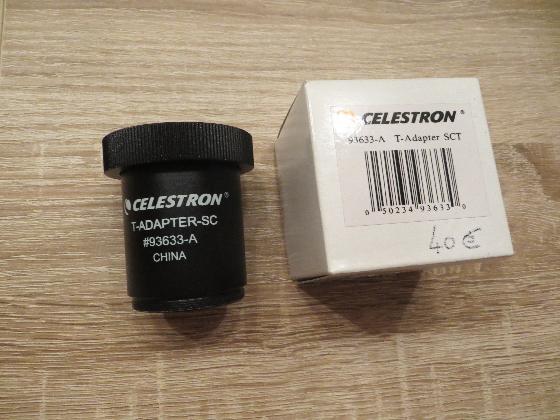 CELESTRON®
T-ADAPTER-SC
#93633-A
CHINA
CELESTRON®
93633-A T-Adapter SCT
0 50234 93633 0
40€